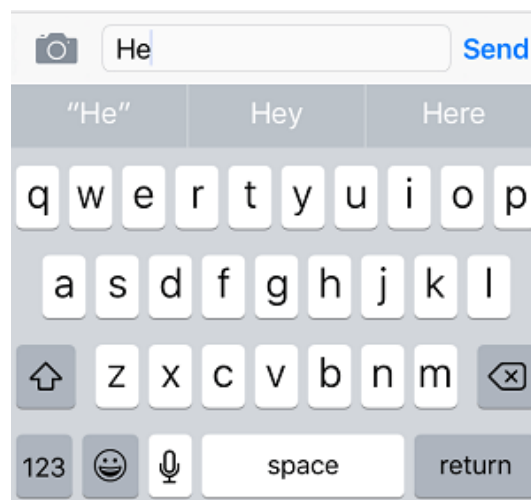 He Send
“He” Hey Here
q w e r t y u i o p
a s d f g h j k l
z x c v b n m
123 space return